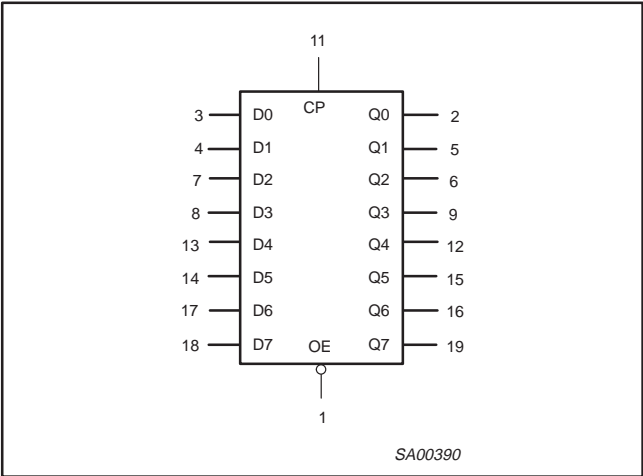 11
CP
3 D0 Q0 2
4 D1 Q1 5
7 D2 Q2 6
8 D3 Q3 9
13 D4 Q4 12
14 D5 Q5 15
17 D6 Q6 16
18 D7 OE Q7 19
1
SA00390